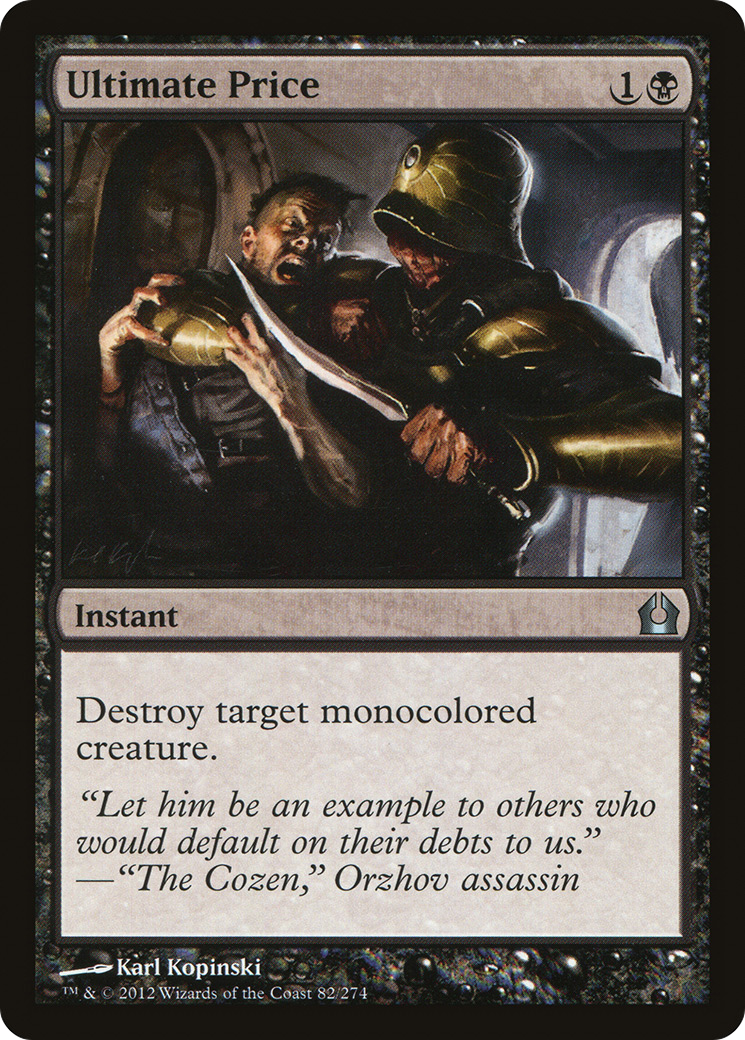 Ultimate Price 1
Instant
Destroy target monocolored
creature.
“Let him be an example to others who
would default on their debts to us.”
—“The Cozen,” Orzhov assassin
Karl Kopinski
™ & © 2012 Wizards of the Coast 82/274